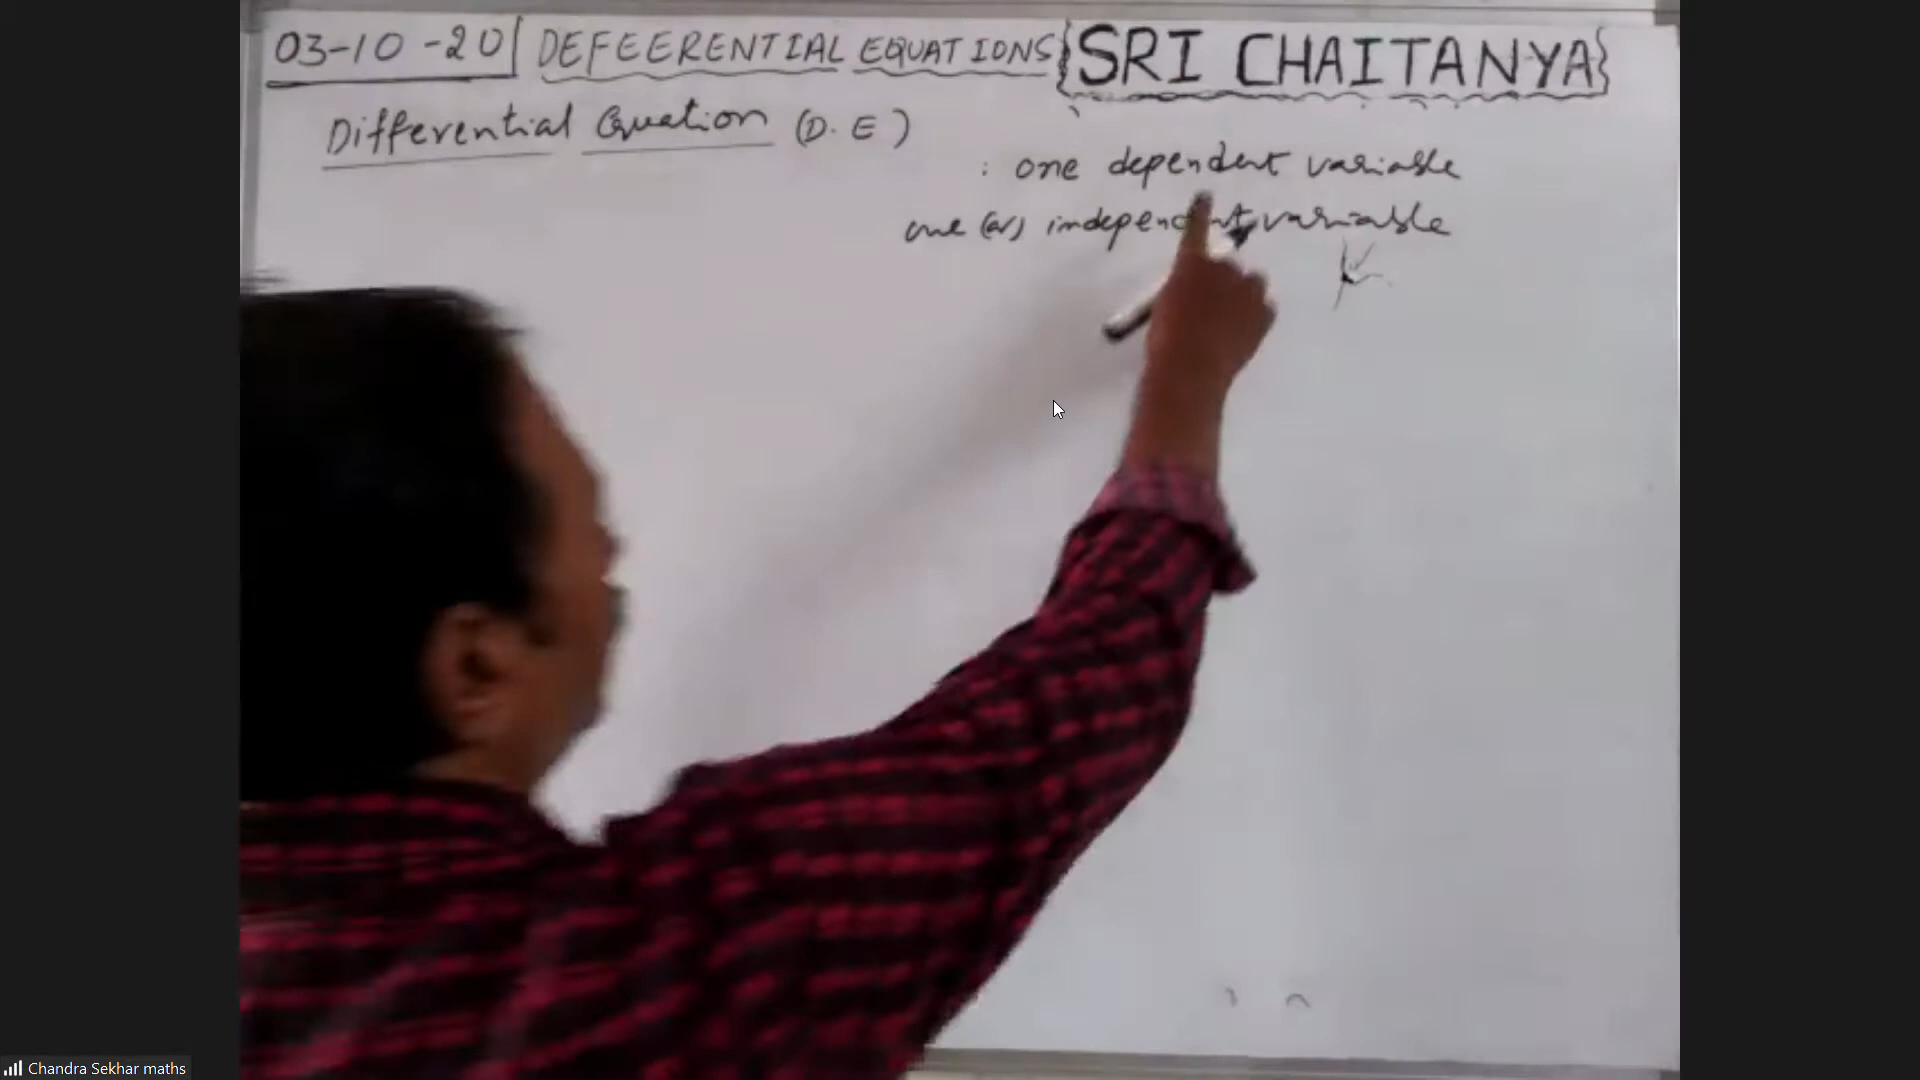 03-10-20 DEFEERENTIAL EQUATIONS SRI CHAITANYA
Differential Equation (D.E)
: one dependent variable
one (or) independent variable
Chandra Sekhar maths